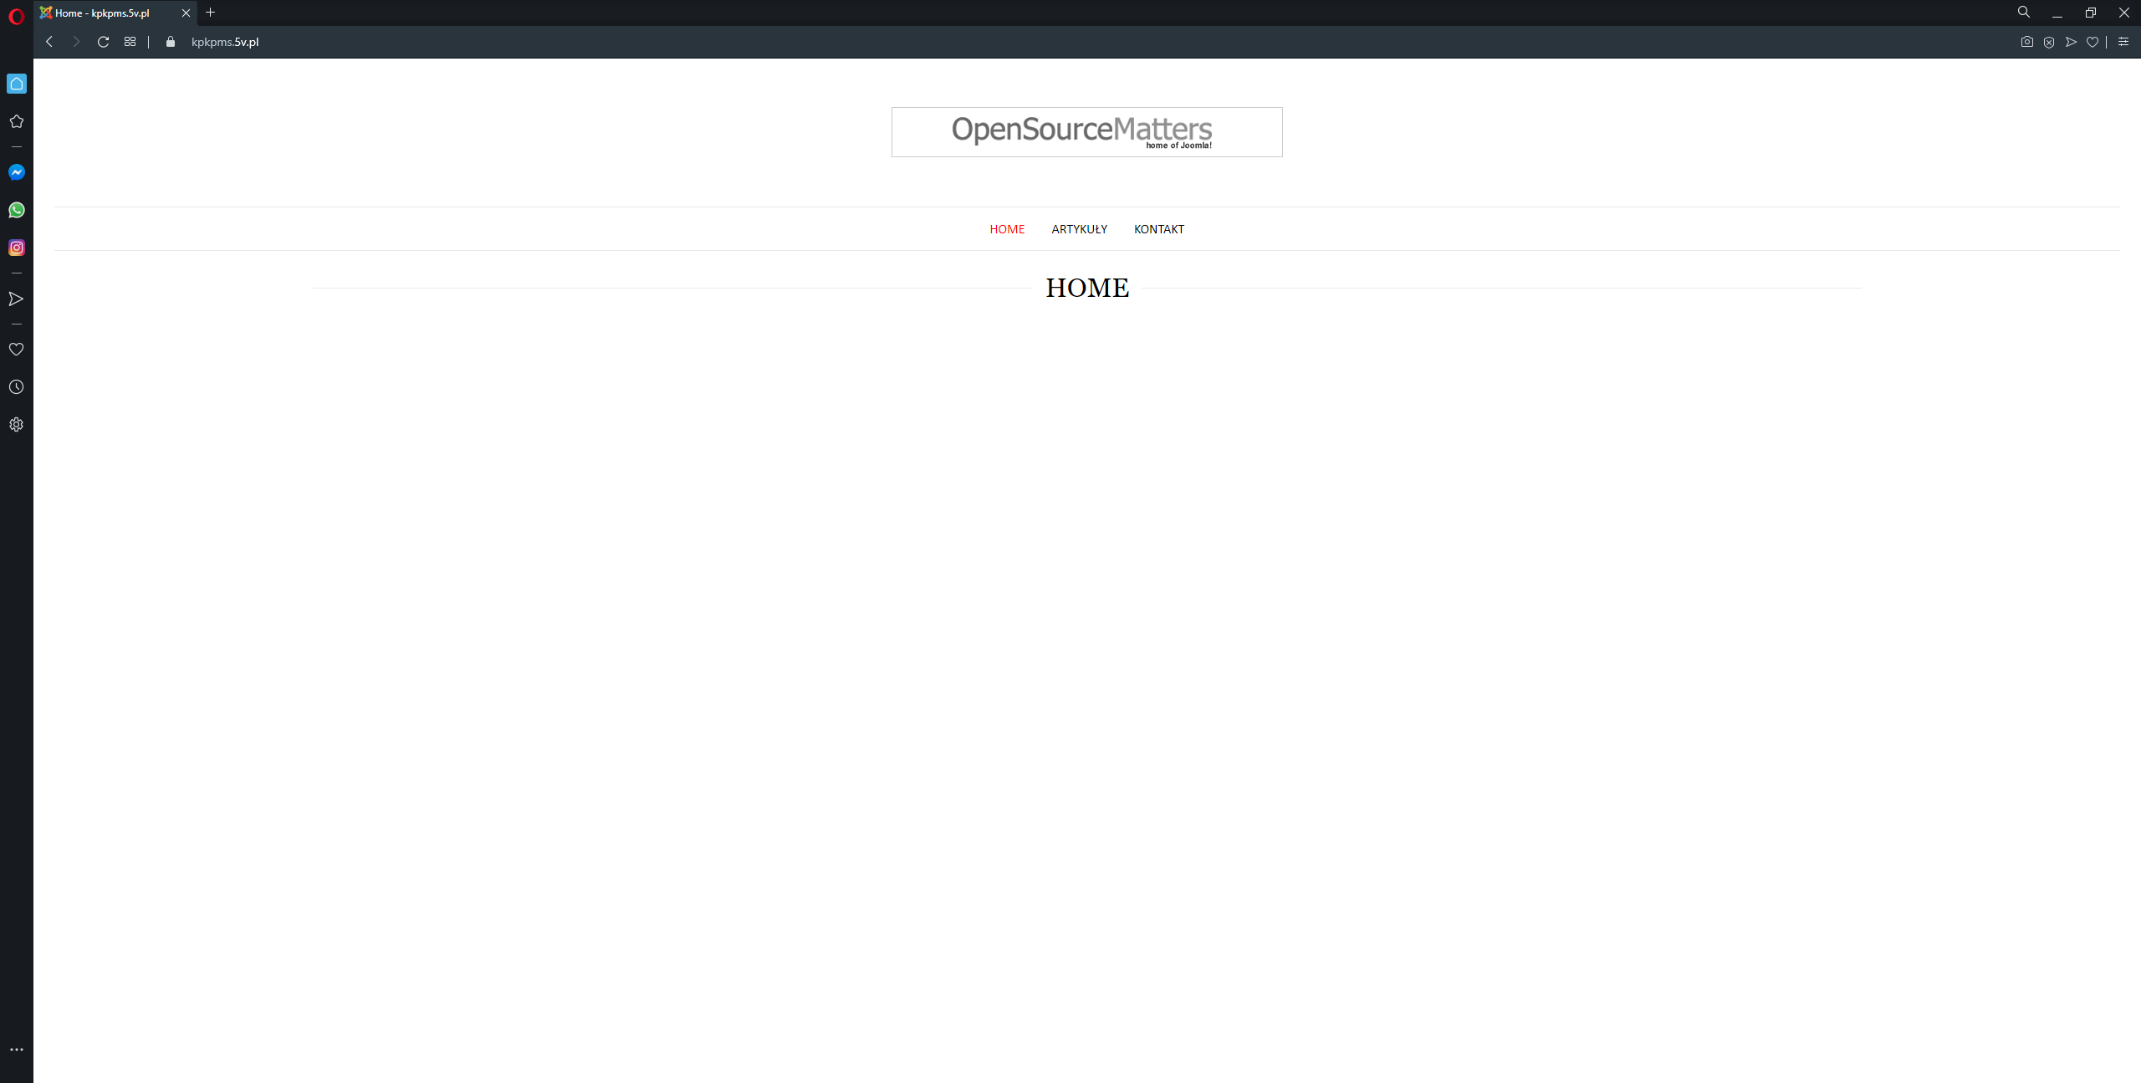 Home - kpkpms.5v.pl
kpkpms.5v.pl
OpenSourceMatters
home of Joomla!
HOME ARTYKUŁY KONTAKT
HOME